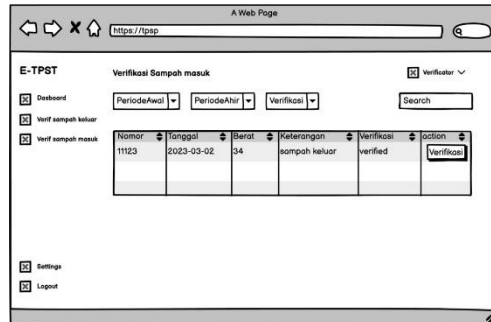 A Web Page
https://tpsp
E-TPST
Verifikasi Sampah masuk
Verificator
Dasboard
PeriodeAwal
PeriodeAhir
Verifikasi
Search
Verif sampah keluar
Verif sampah masuk
Nomor Tanggal Berat Keterangan Verifikasi action
11123 2023-03-02 34 sampah keluar verified Verifikasi
Settings
Logout